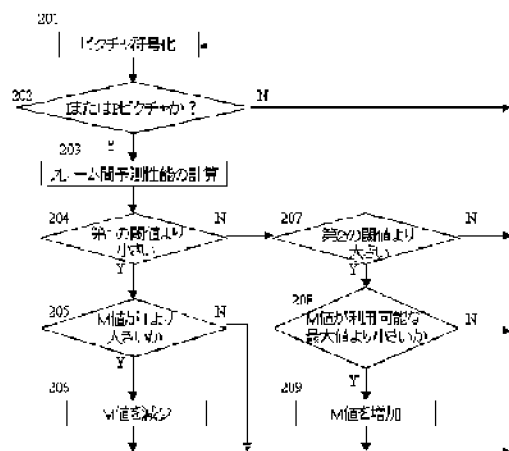 201
ピクチャ符号化
202
IまたはPピクチャか？
N
Y
203
フレーム間予測性能の計算
204
第1の閾値より
小さい
N
Y
207
第2の閾値より
大きい
N
Y
205
M値が1より
大きいか
N
Y
208
M値が利用可能な
最大値より小さいか
N
Y
206
M値を減少
209
M値を増加